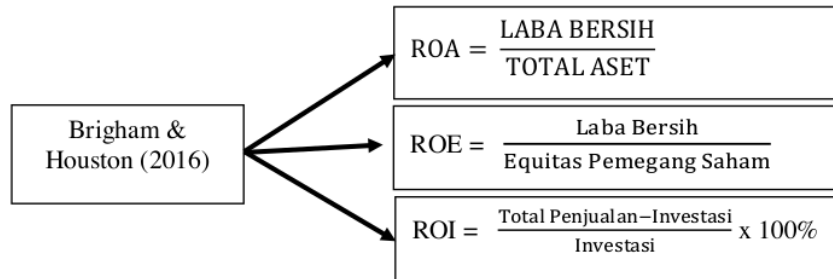 ROA = LABA BERSIH
TOTAL ASET
Brigham &
Houston (2016)
ROE = Laba Bersih
Equitas Pemegang Saham
ROI = Total Penjualan−Investasi
Investasi x 100%